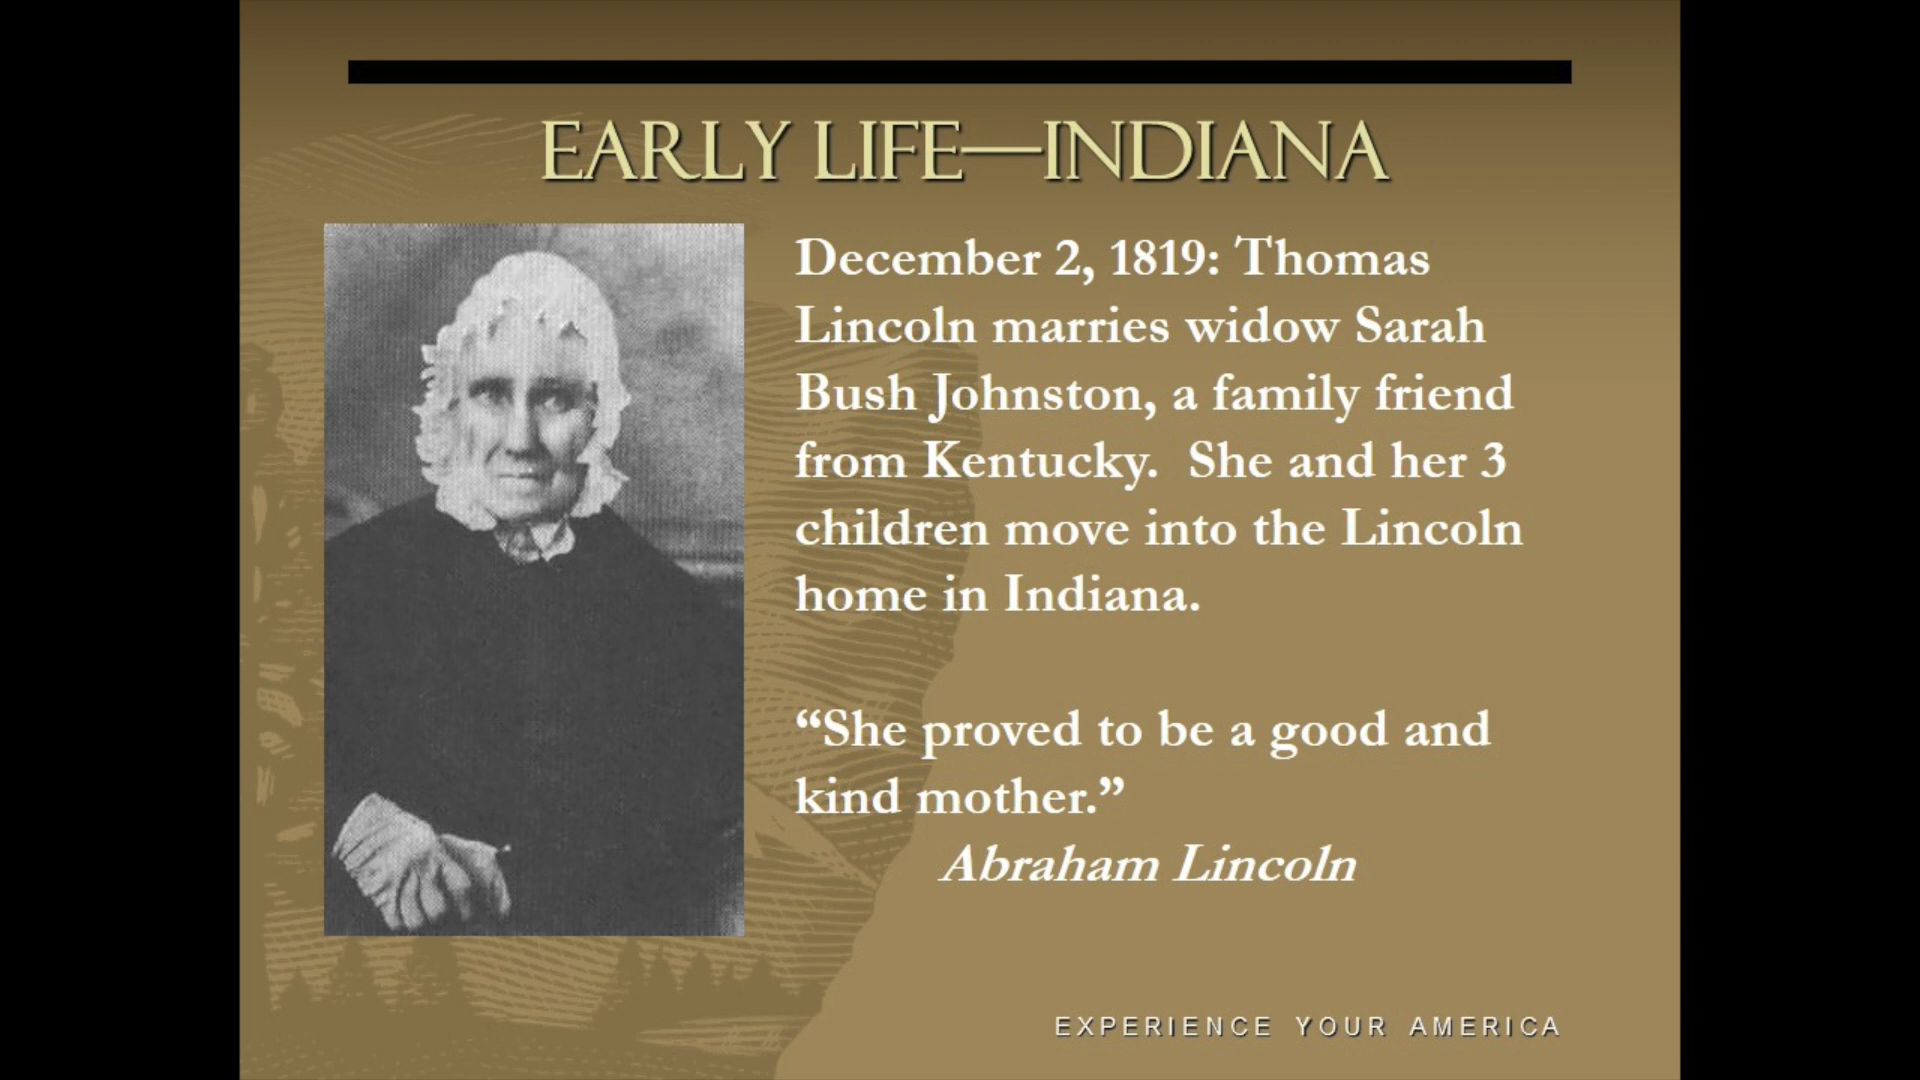 EARLY LIFE—INDIANA
December 2, 1819: Thomas
Lincoln marries widow Sarah
Bush Johnston, a family friend
from Kentucky.  She and her 3
children move into the Lincoln
home in Indiana.
“She proved to be a good and
kind mother.”
Abraham Lincoln
EXPERIENCE YOUR AMERICA